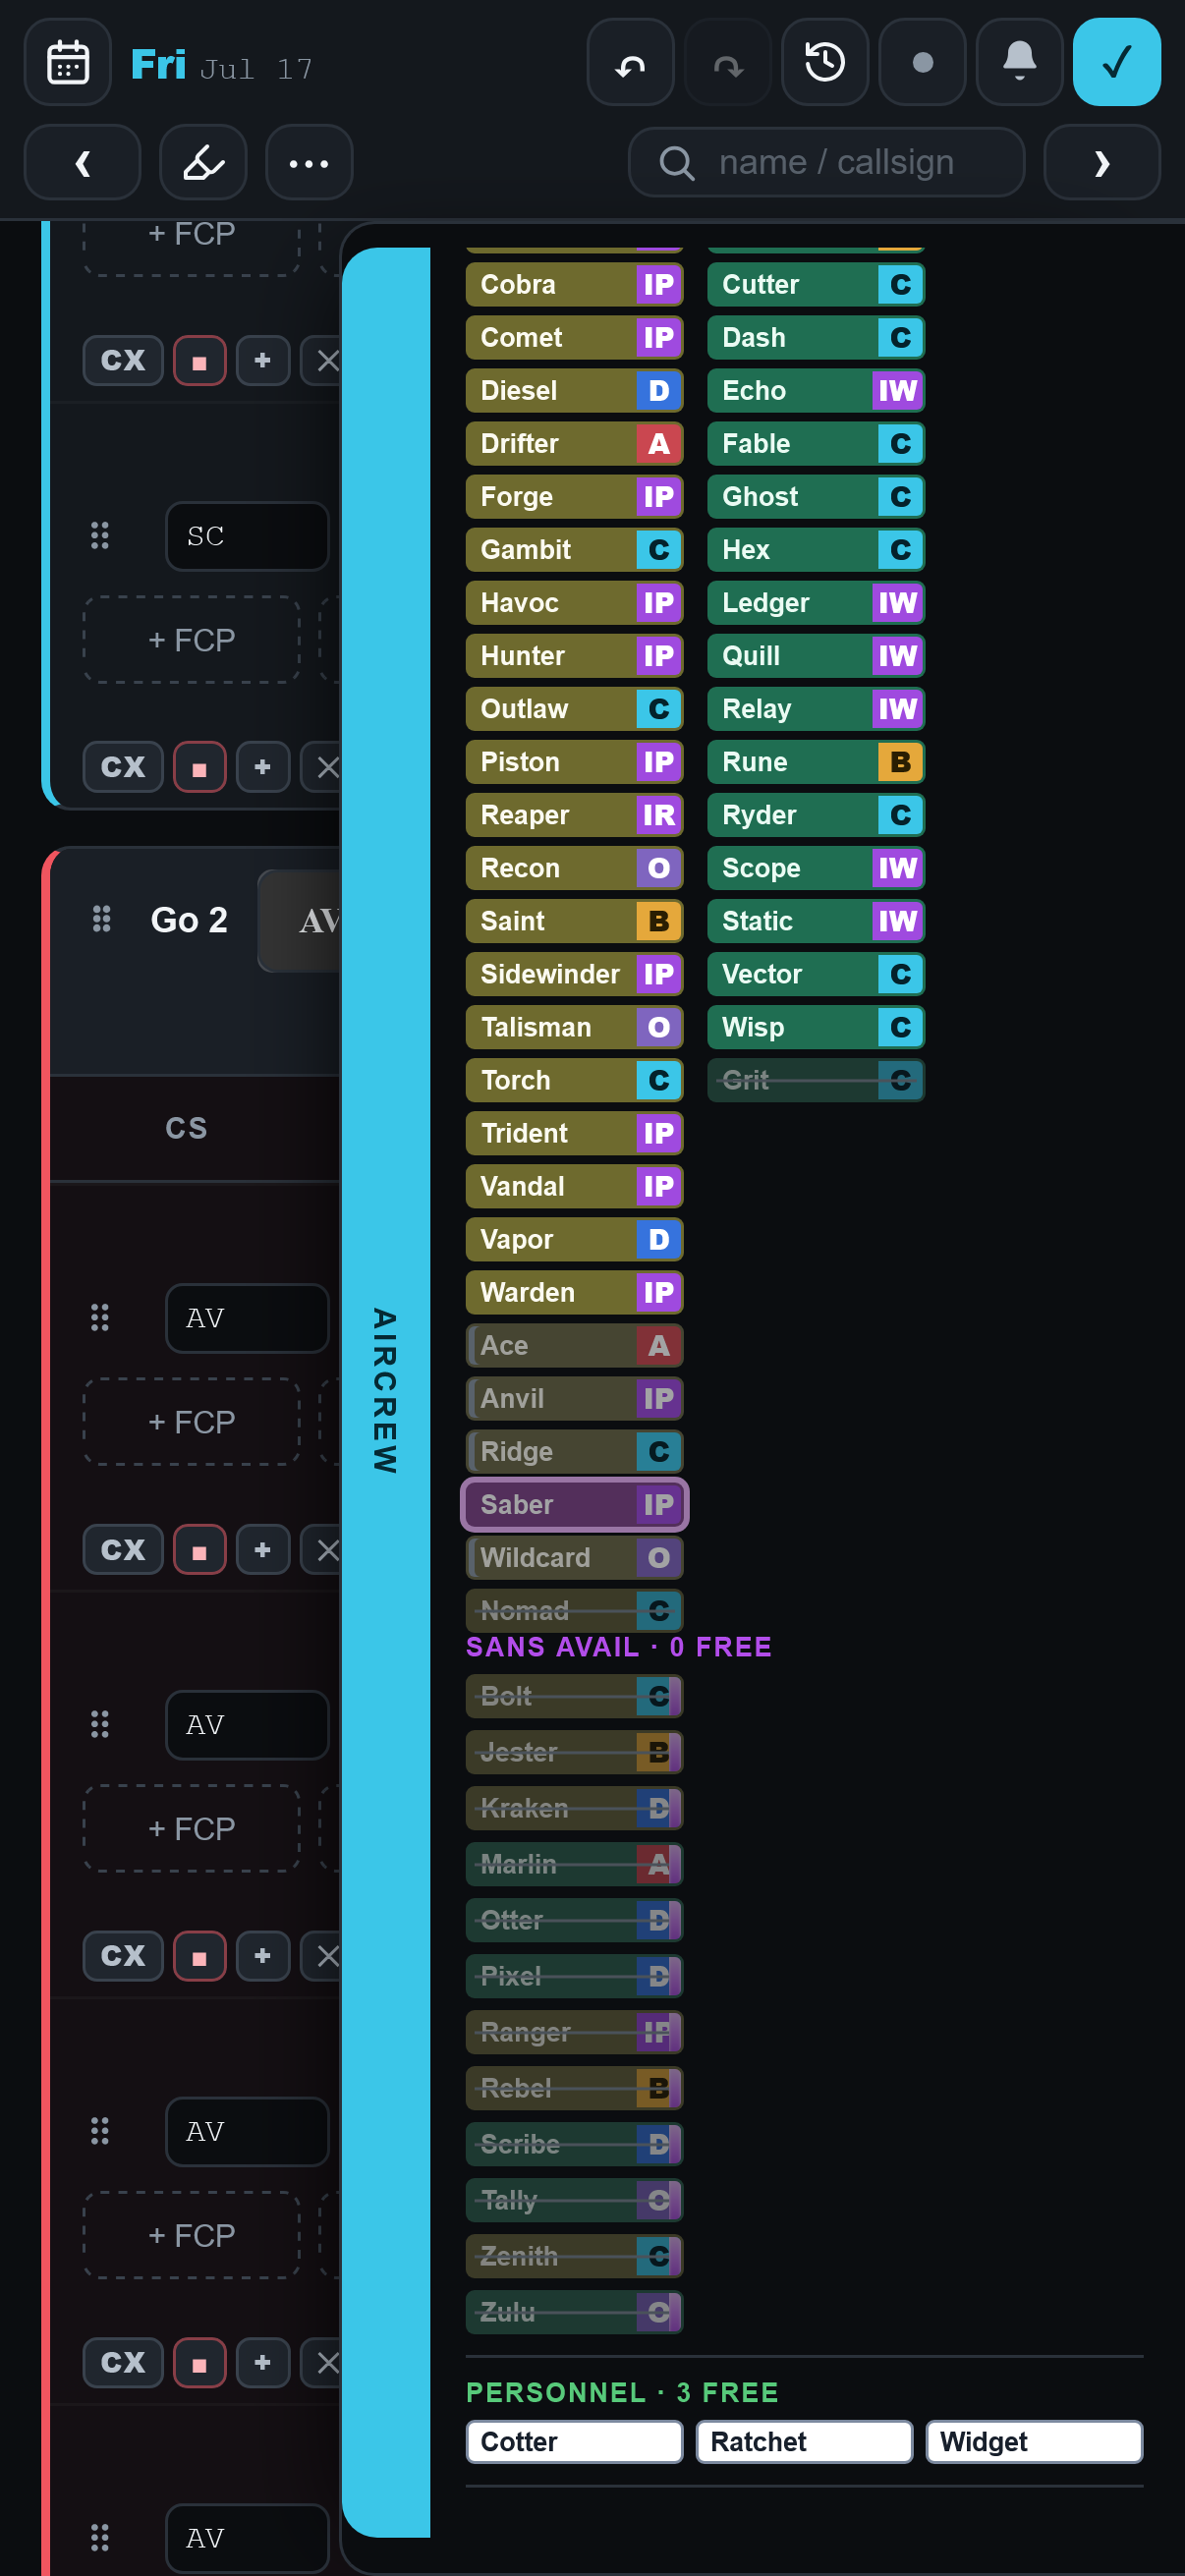 Fri Jul 17
name / callsign
+ FCP
CX +
SC
+ FCP
CX +
Go 2
CS
AV
+ FCP
CX +
AV
+ FCP
CX +
AV
+ FCP
CX +
AV
AIRCREW
Cobra IP
Comet IP
Diesel D
Drifter A
Forge IP
Gambit C
Havoc IP
Hunter IP
Outlaw C
Piston IP
Reaper IR
Recon O
Saint B
Sidewinder IP
Talisman O
Torch C
Trident IP
Vandal IP
Vapor D
Warden IP
Ace A
Anvil IP
Ridge C
Saber IP
Wildcard O
Nomad C
Cutter C
Dash C
Echo IW
Fable C
Ghost C
Hex C
Ledger IW
Quill IW
Relay IW
Rune B
Ryder C
Scope IW
Static IW
Vector C
Wisp C
Grit C
SANS AVAIL · 0 FREE
Bolt C
Jester B
Kraken D
Marlin A
Otter D
Pixel D
Ranger IP
Rebel B
Scribe D
Tally
Zenith C
Zulu
PERSONNEL · 3 FREE
Cotter Ratchet Widget